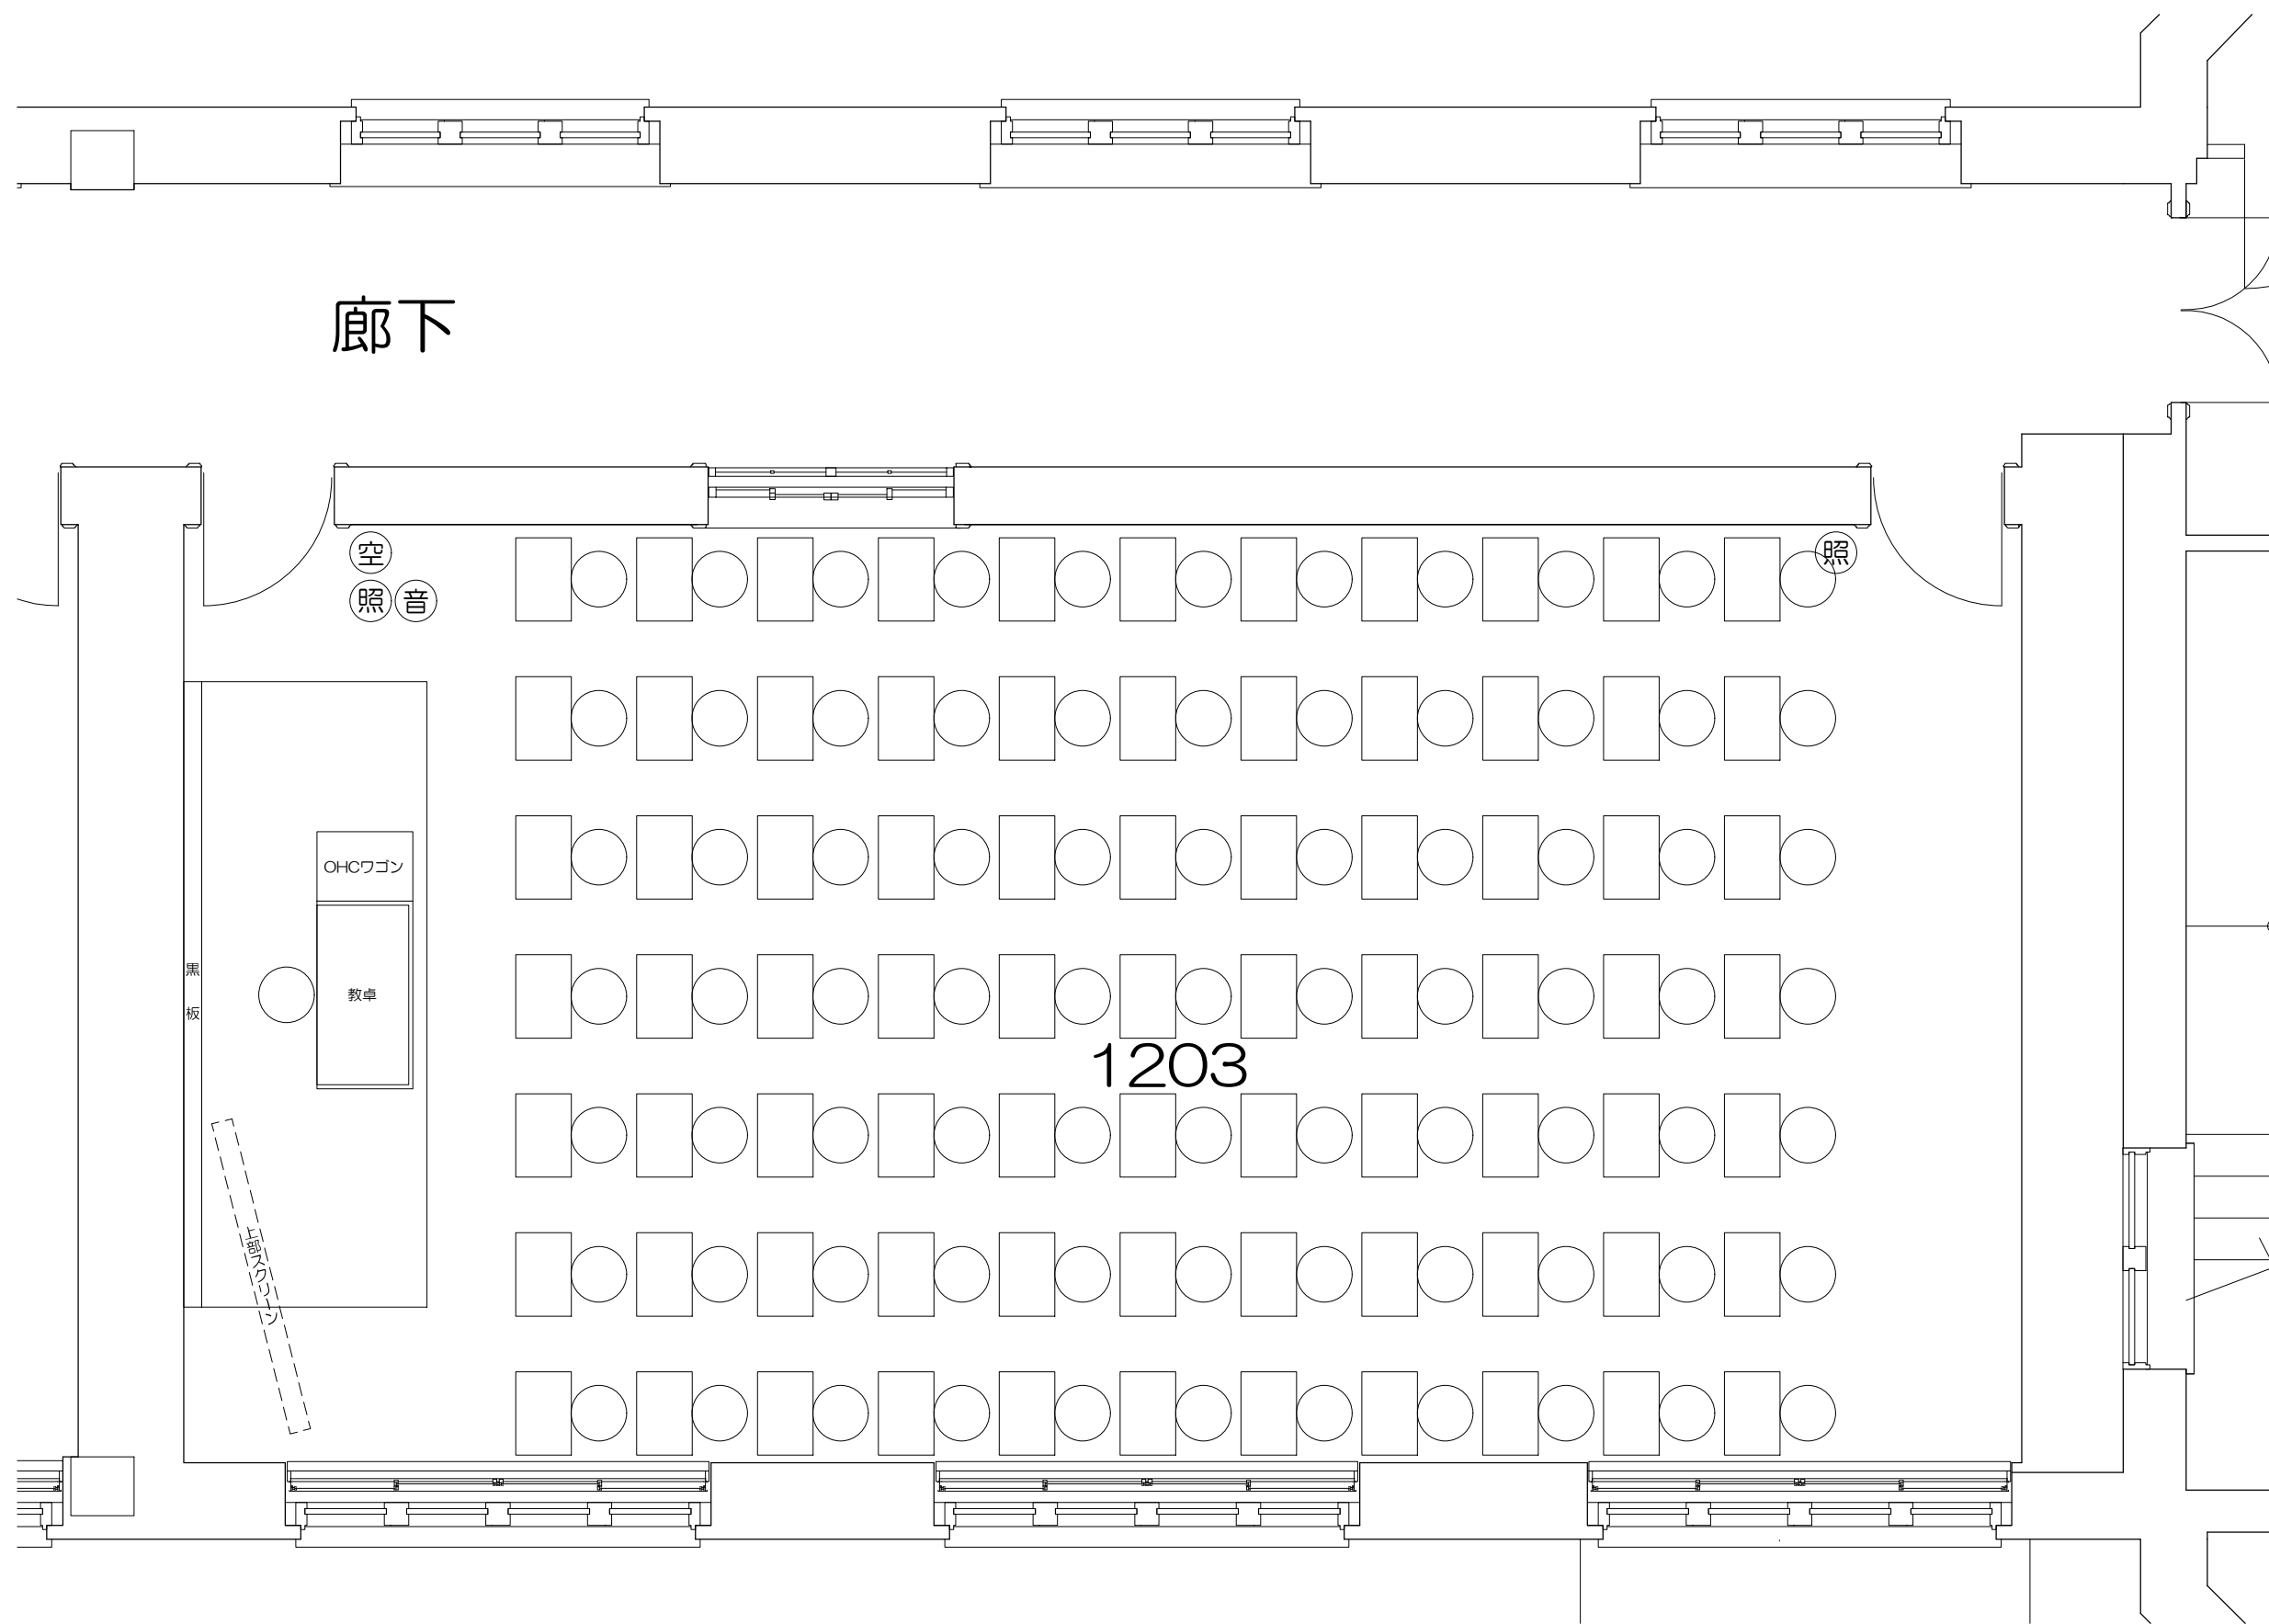 廊下
空
照 音
照
OHCワゴン
黒板
教卓
1203
上部スクリーン